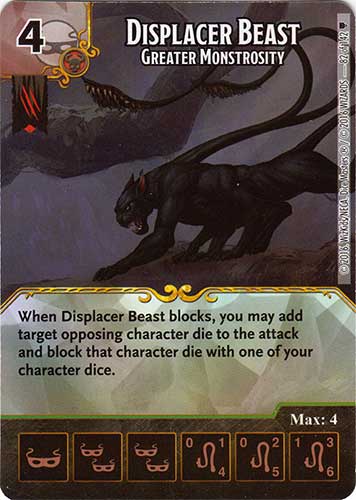 4
DISPLACER BEAST
GREATER MONSTROSITY
When Displacer Beast blocks, you may add
target opposing character die to the attack
and block that character die with one of your
character dice.
Max: 4
0 1
4
0 2
5
1 3
6